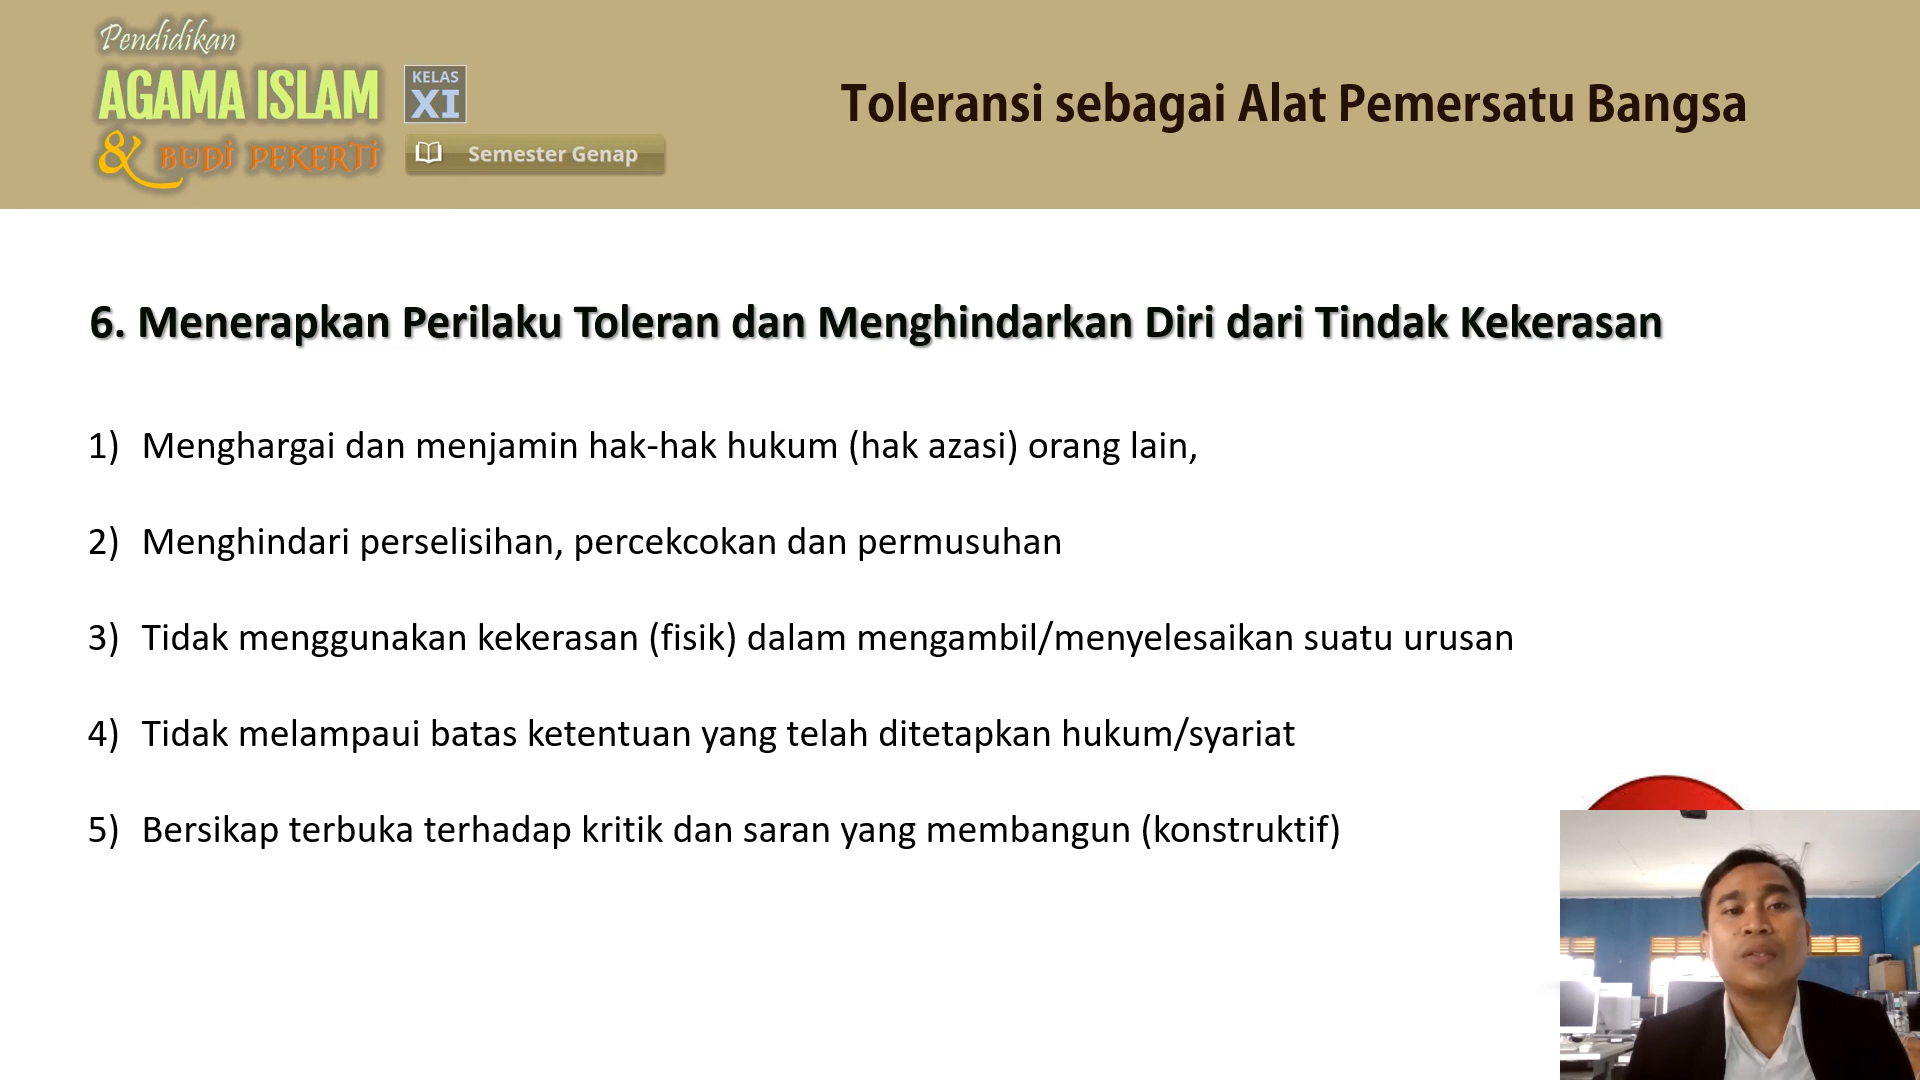 Pendidikan
AGAMA ISLAM
& BUDI PEKERTI
KELAS
XI
Semester Genap
Toleransi sebagai Alat Pemersatu Bangsa
6. Menerapkan Perilaku Toleran dan Menghindarkan Diri dari Tindak Kekerasan
1) Menghargai dan menjamin hak-hak hukum (hak azasi) orang lain,
2) Menghindari perselisihan, percekcokan dan permusuhan
3) Tidak menggunakan kekerasan (fisik) dalam mengambil/menyelesaikan suatu urusan
4) Tidak melampaui batas ketentuan yang telah ditetapkan hukum/syariat
5) Bersikap terbuka terhadap kritik dan saran yang membangun (konstruktif)